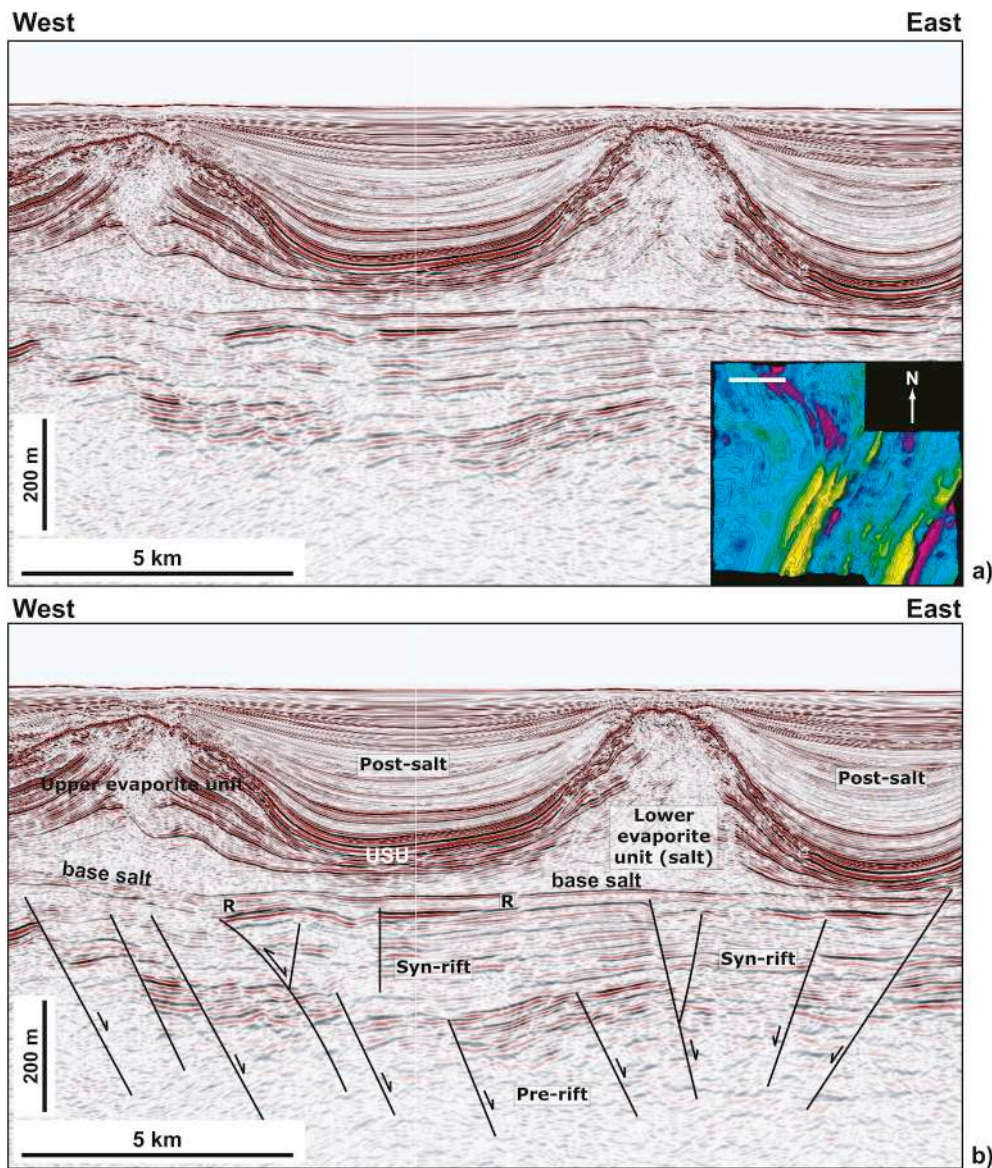 West
East
200 m
5 km
N
a)
West
East
Post-salt
Upper evaporite unit
Post-salt
Lower
evaporite
unit (salt)
USU
base salt
base salt
R
R
Syn-rift
Syn-rift
200 m
Pre-rift
5 km
b)